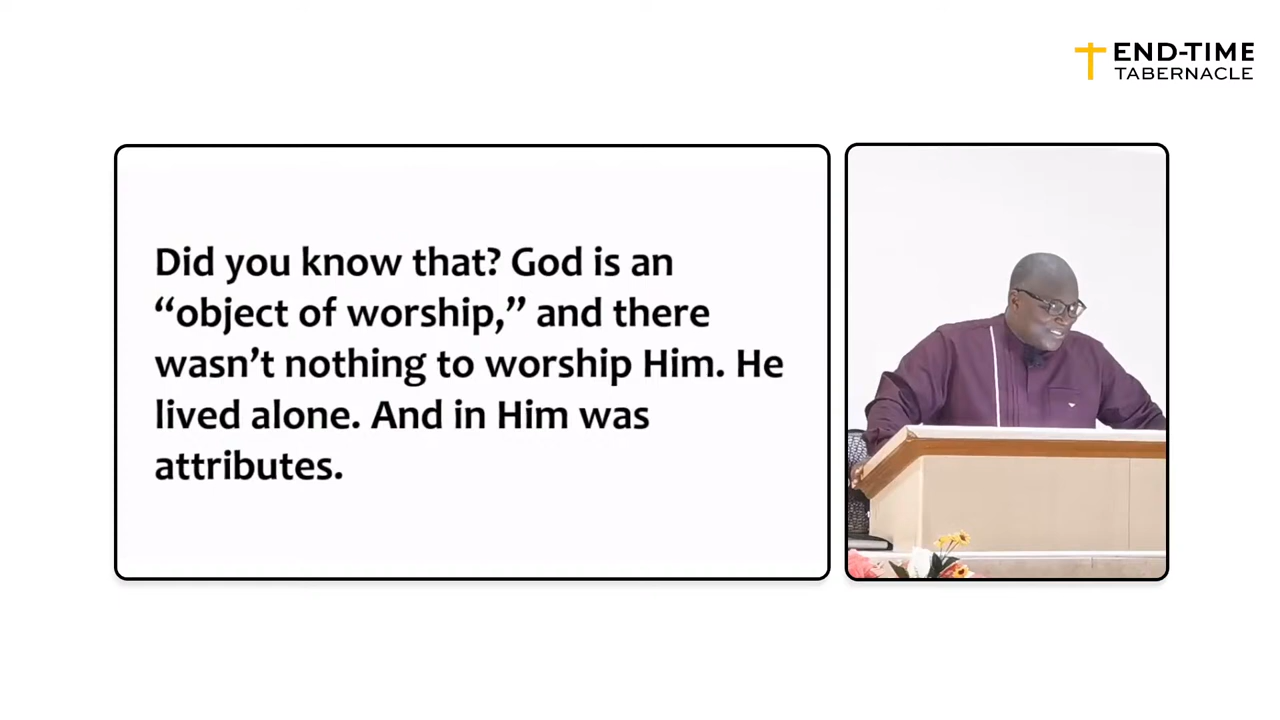 END-TIME
TABERNACLE
Did you know that? God is an
“object of worship,” and there
wasn’t nothing to worship Him. He
lived alone. And in Him was
attributes.